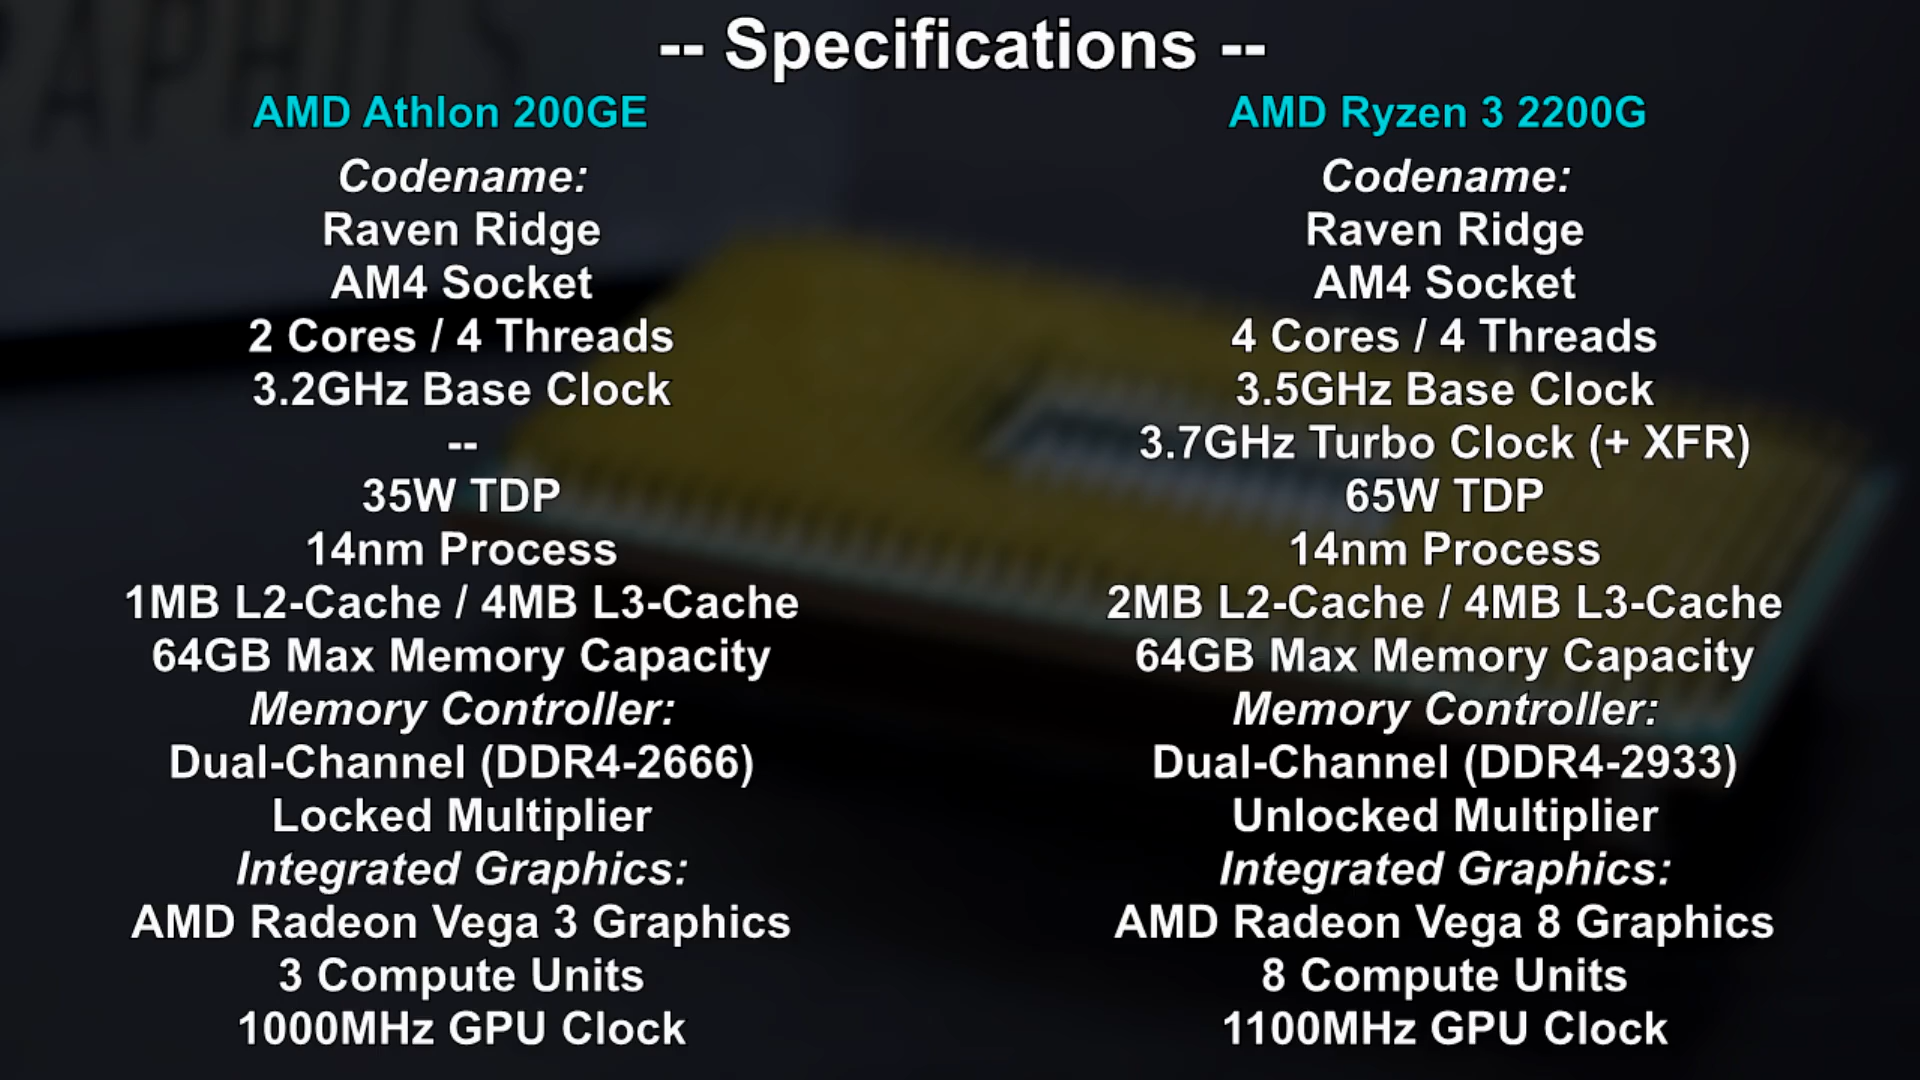 -- Specifications --
AMD Athlon 200GE
Codename:
Raven Ridge
AM4 Socket
2 Cores / 4 Threads
3.2GHz Base Clock
--
35W TDP
14nm Process
1MB L2-Cache / 4MB L3-Cache
64GB Max Memory Capacity
Memory Controller:
Dual-Channel (DDR4-2666)
Locked Multiplier
Integrated Graphics:
AMD Radeon Vega 3 Graphics
3 Compute Units
1000MHz GPU Clock
AMD Ryzen 3 2200G
Codename:
Raven Ridge
AM4 Socket
4 Cores / 4 Threads
3.5GHz Base Clock
3.7GHz Turbo Clock (+ XFR)
65W TDP
14nm Process
2MB L2-Cache / 4MB L3-Cache
64GB Max Memory Capacity
Memory Controller:
Dual-Channel (DDR4-2933)
Unlocked Multiplier
Integrated Graphics:
AMD Radeon Vega 8 Graphics
8 Compute Units
1100MHz GPU Clock